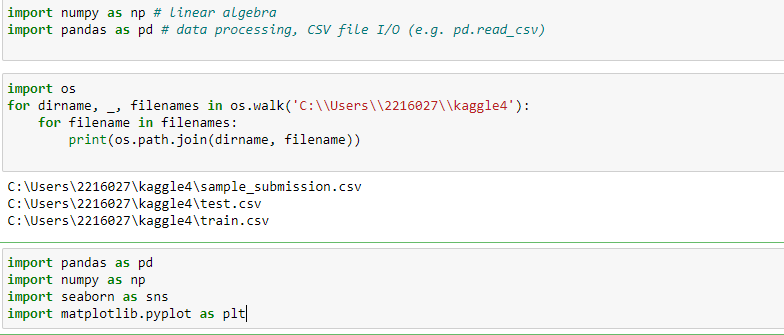 import numpy as np # linear algebra
import pandas as pd # data processing, CSV file I/O (e.g. pd.read_csv)
import os
for dirname, _, filenames in os.walk('C:\\Users\\2216027\\kaggle4'):
    for filename in filenames:
        print(os.path.join(dirname, filename))
C:\Users\2216027\kaggle4\sample_submission.csv
C:\Users\2216027\kaggle4\test.csv
C:\Users\2216027\kaggle4\train.csv
import pandas as pd
import numpy as np
import seaborn as sns
import matplotlib.pyplot as plt